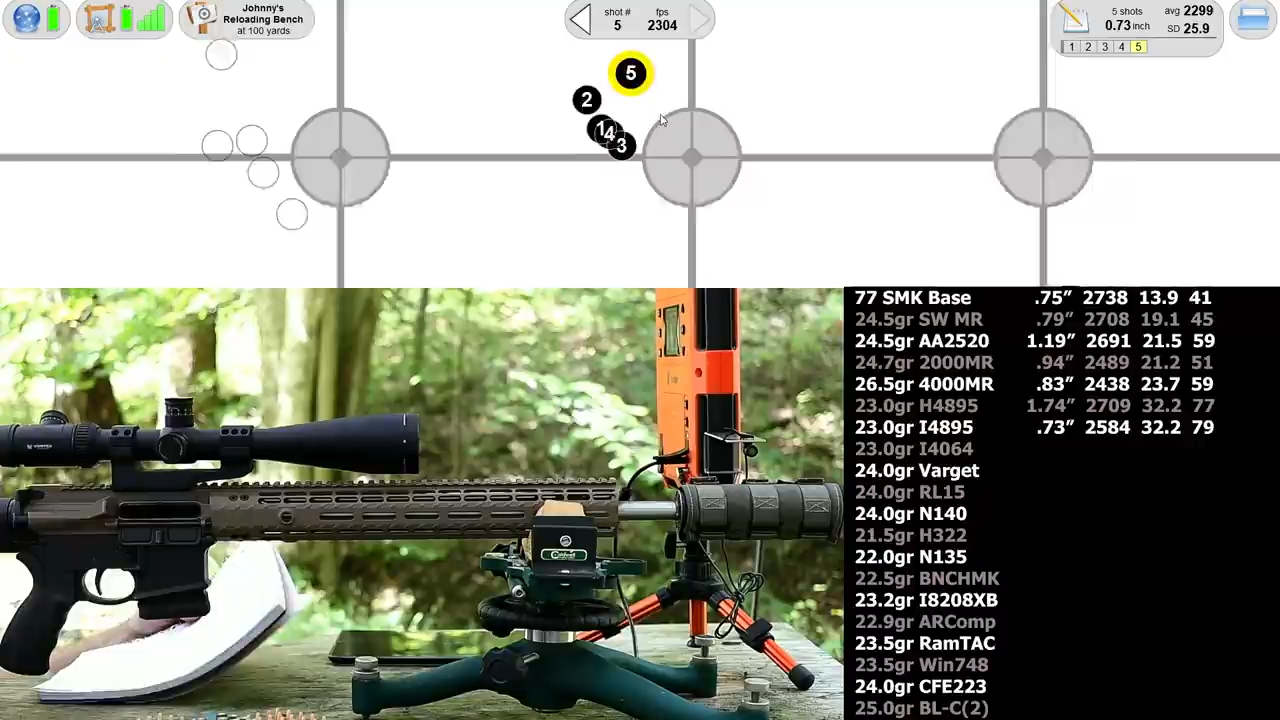 Johnny's
Reloading Bench
at 100 yards
shot # fps
5 2304
5 shots avg 2299
0.73 inch SD 25.9
1 2 3 4 5
5
2
1 4
3
77 SMK Base .75” 2738 13.9 41
24.5gr SW MR .79” 2708 19.1 45
24.5gr AA2520 1.19” 2691 21.5 59
24.7gr 2000MR .94” 2489 21.2 51
26.5gr 4000MR .83” 2438 23.7 59
23.0gr H4895 1.74” 2709 32.2 77
23.0gr I4895 .73” 2584 32.2 79
23.0gr I4064
24.0gr Varget
24.0gr RL15
24.0gr N140
21.5gr H322
22.0gr N135
22.5gr BNCHMK
23.2gr I8208XB
22.9gr ARComp
23.5gr RamTAC
23.5gr Win748
24.0gr CFE223
25.0gr BL-C(2)
VORTEX
Caldwell